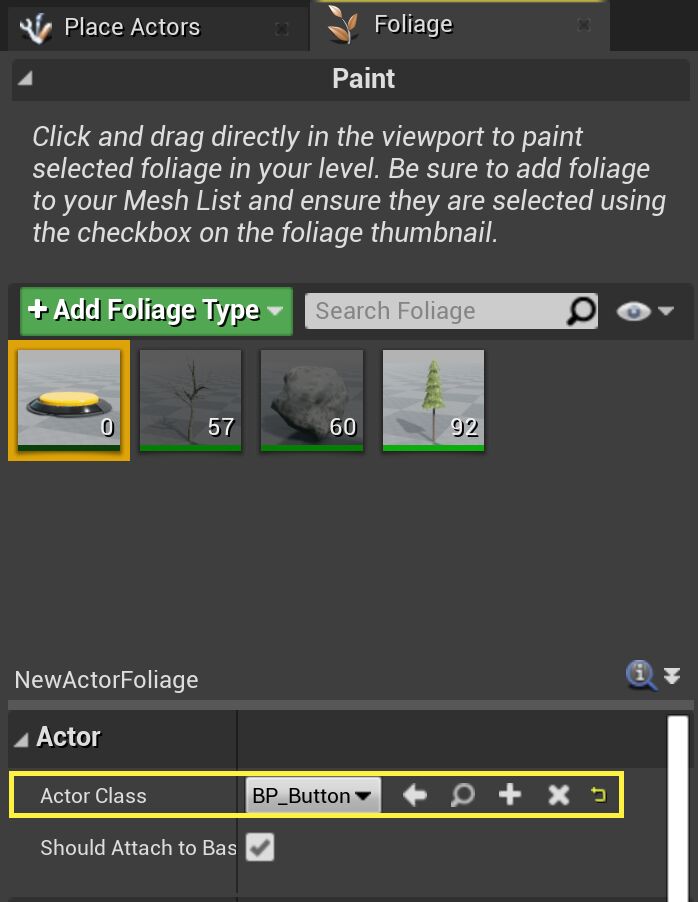 Place Actors
Foliage
Paint
Click and drag directly in the viewport to paint
selected foliage in your level. Be sure to add foliage
to your Mesh List and ensure they are selected using
the checkbox on the foliage thumbnail.
+ Add Foliage Type
Search Foliage
0
57
60
92
NewActorFoliage
Actor
Actor Class
BP_Button
Should Attach to Bas